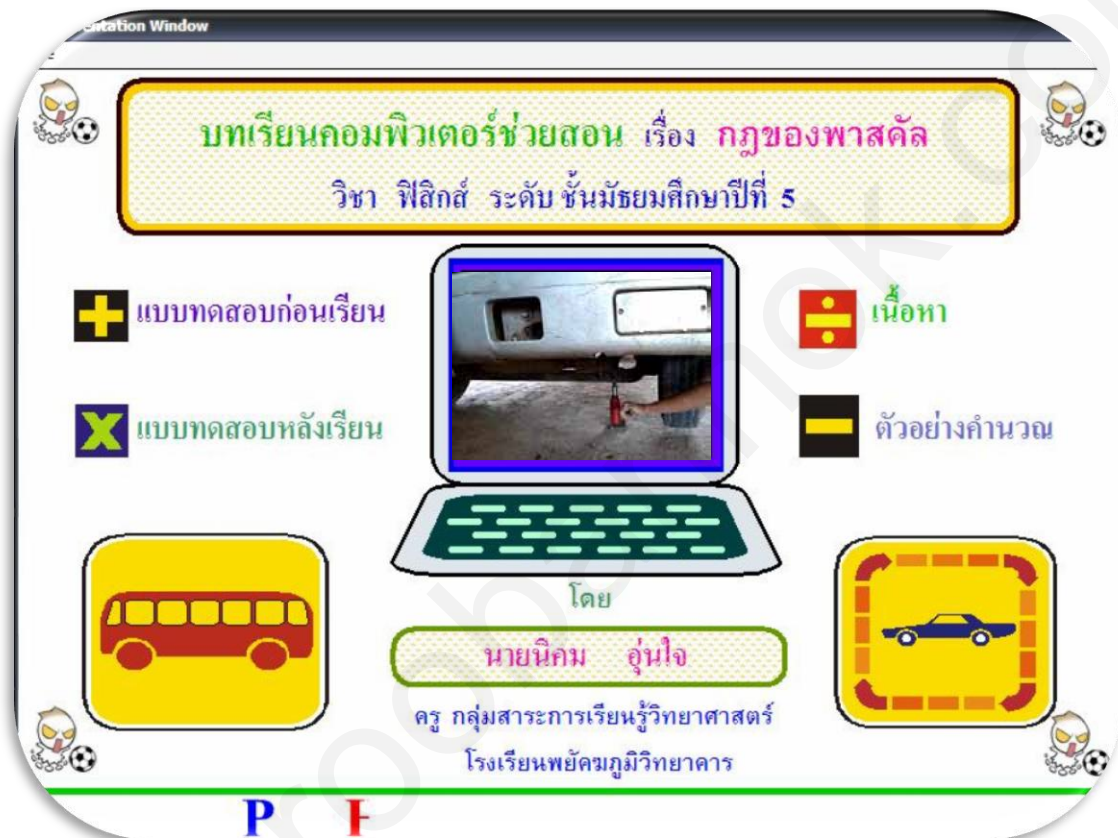 Window
บทเรียนคอมพิวเตอร์ช่วยสอน เรื่อง กฎของพาสคัล
วิชา ฟิสิกส์ ระดับ ชั้นมัธยมศึกษาปีที่ 5
แบบทดสอบก่อนเรียน
เนื้อหา
แบบทดสอบหลังเรียน
ตัวอย่างคำนวณ
โดย
นายนิคม อุ่นใจ
ครู กลุ่มสาระการเรียนรู้วิทยาศาสตร์
โรงเรียนพยัคฆภูมิวิทยาคาร
P